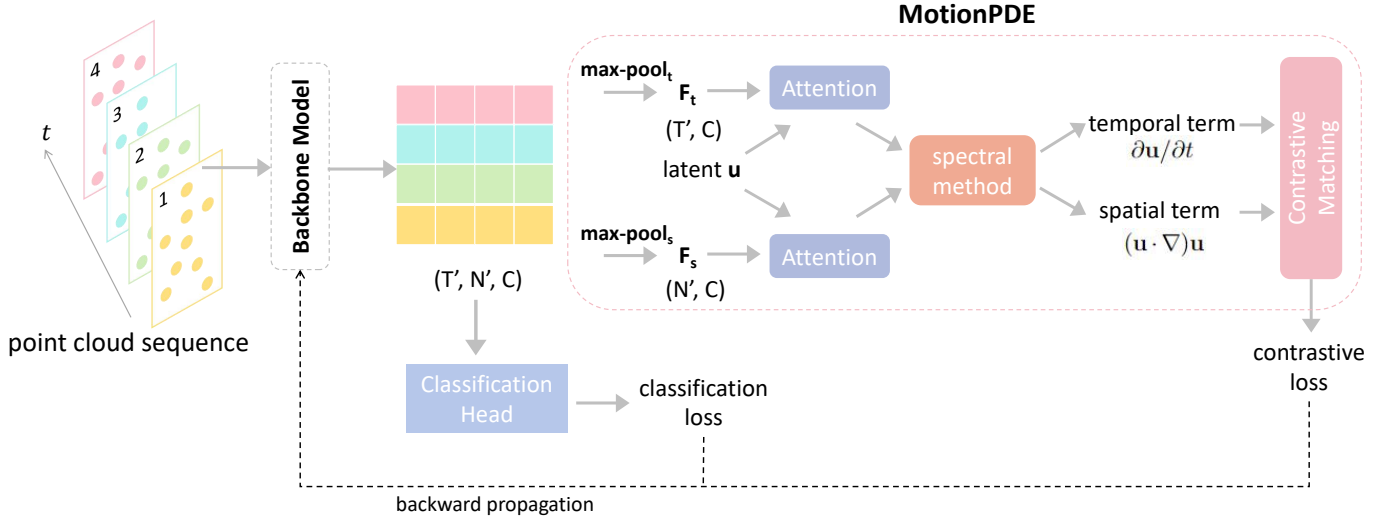 MotionPDE
4
3
2
1
t
point cloud sequence
Backbone Model
(T’, N’, C)
Classification
Head
classification
loss
max-pool_t
F_t
(T’, C)
latent u
max-pool_s
F_s
(N’, C)
Attention
Attention
spectral
method
temporal term
∂u/∂t
spatial term
(u · ∇)u
Contrastive
Matching
contrastive
loss
backward propagation